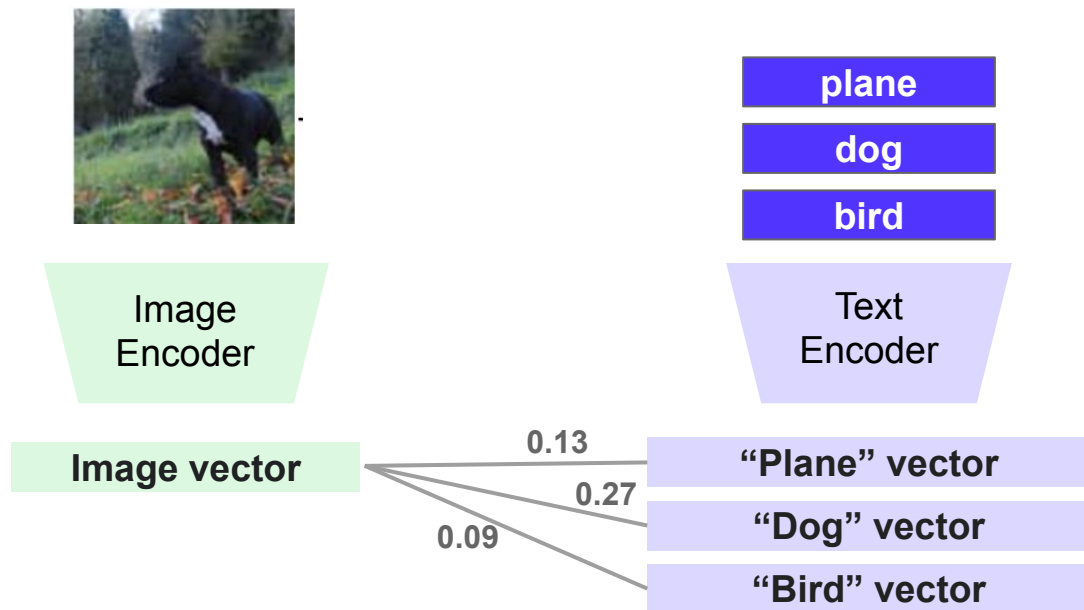 plane
dog
bird
Image
Encoder
Text
Encoder
Image vector
0.13
0.27
0.09
“Plane” vector
“Dog” vector
“Bird” vector